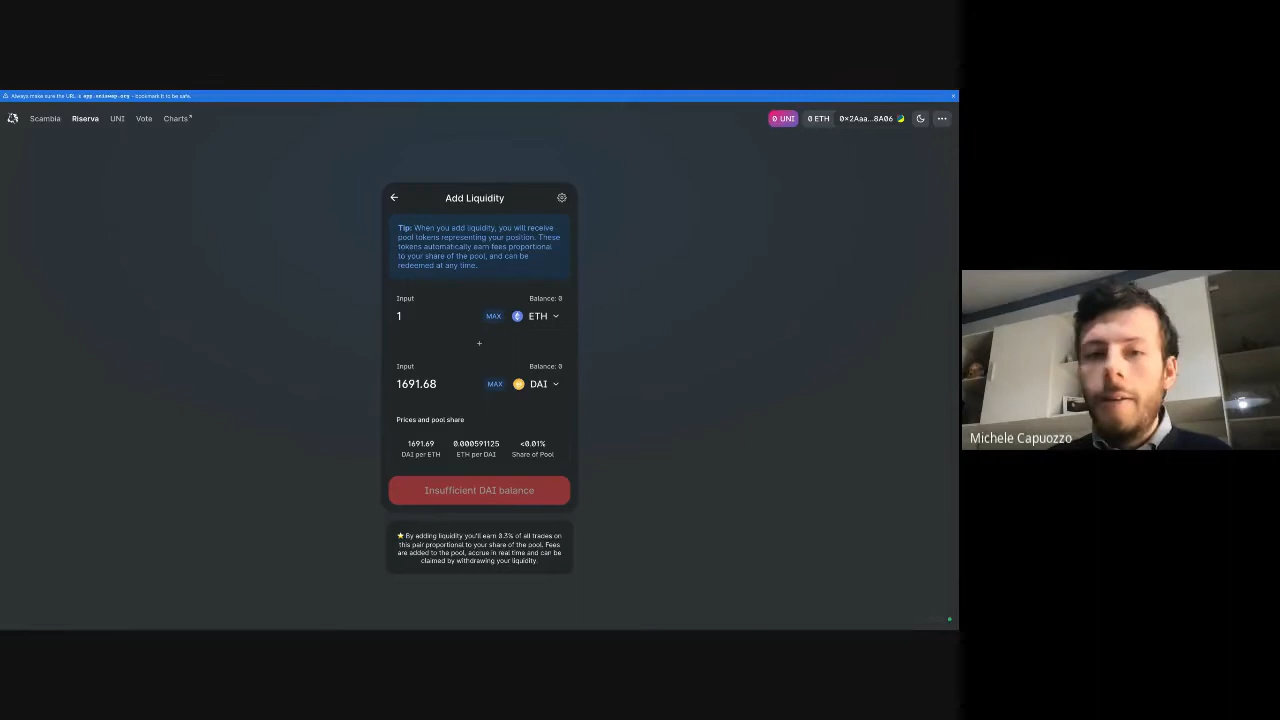 Always make sure the URL is app.uniswap.org - bookmark it to be safe.
Scambia Riserva UNI Vote Charts↗ 0 UNI 0 ETH 0×2Aaa...8A06 ...
← Add Liquidity
Tip: When you add liquidity, you will receive
pool tokens representing your position. These
tokens automatically earn fees proportional
to your share of the pool, and can be
redeemed at any time.
Input Balance: 0
1 MAX ETH
+
Input Balance: 0
1691.68 MAX DAI
Prices and pool share
1691.69 0.000591125 <0.01%
DAI per ETH ETH per DAI Share of Pool
Insufficient DAI balance
⭐ By adding liquidity you'll earn 0.3% of all trades on
this pair proportional to your share of the pool. Fees
are added to the pool, accrue in real time and can be
claimed by withdrawing your liquidity.
Michele Capuozzo